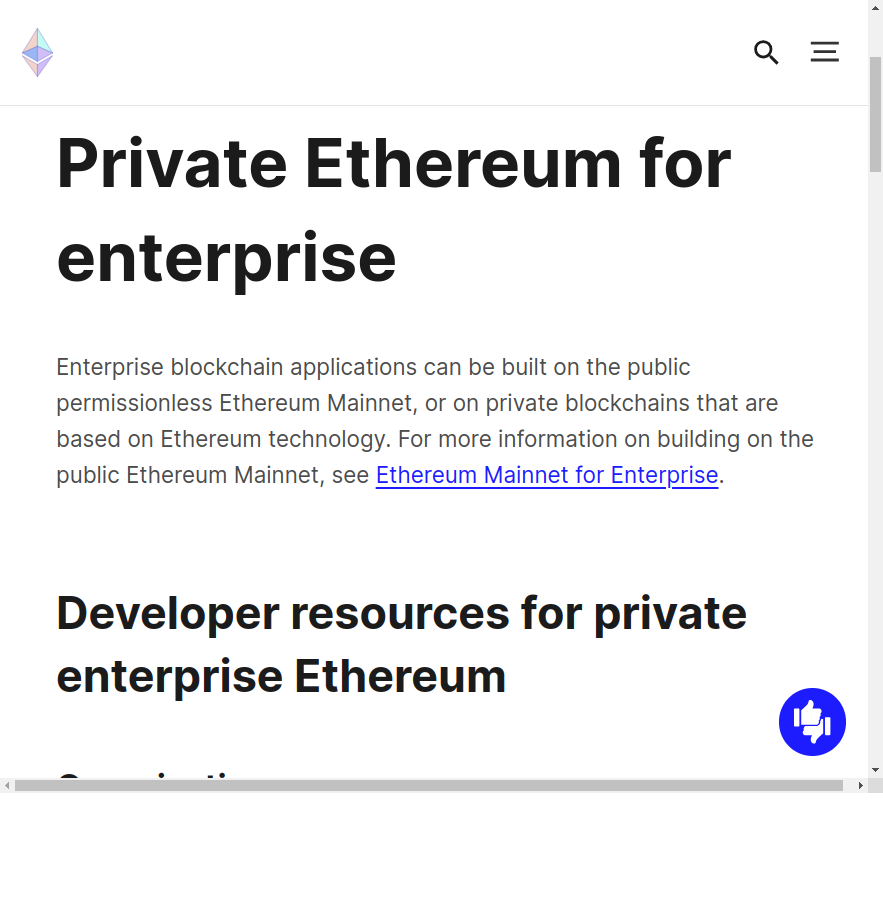 Private Ethereum for
enterprise
Enterprise blockchain applications can be built on the public
permissionless Ethereum Mainnet, or on private blockchains that are
based on Ethereum technology. For more information on building on the
public Ethereum Mainnet, see Ethereum Mainnet for Enterprise.
Developer resources for private
enterprise Ethereum